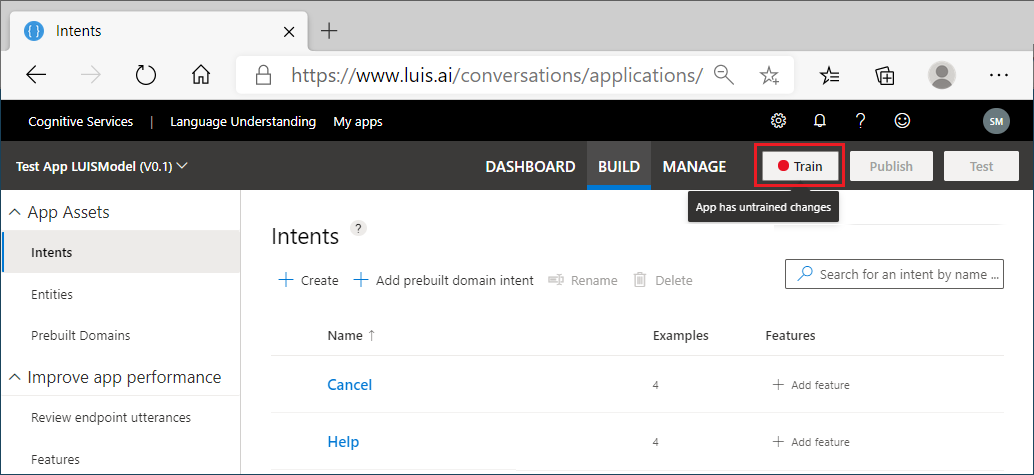 Intents
https://www.luis.ai/conversations/applications/
Cognitive Services | Language Understanding My apps ? SM
Test App LUISModel (V0.1) DASHBOARD BUILD MANAGE Train Publish Test
App has untrained changes
App Assets
Intents
Entities
Prebuilt Domains
Improve app performance
Review endpoint utterances
Features
Intents ?
Create Add prebuilt domain intent Rename Delete Search for an intent by name ...
Name ↑ Examples Features
Cancel 4 + Add feature
Help 4 + Add feature